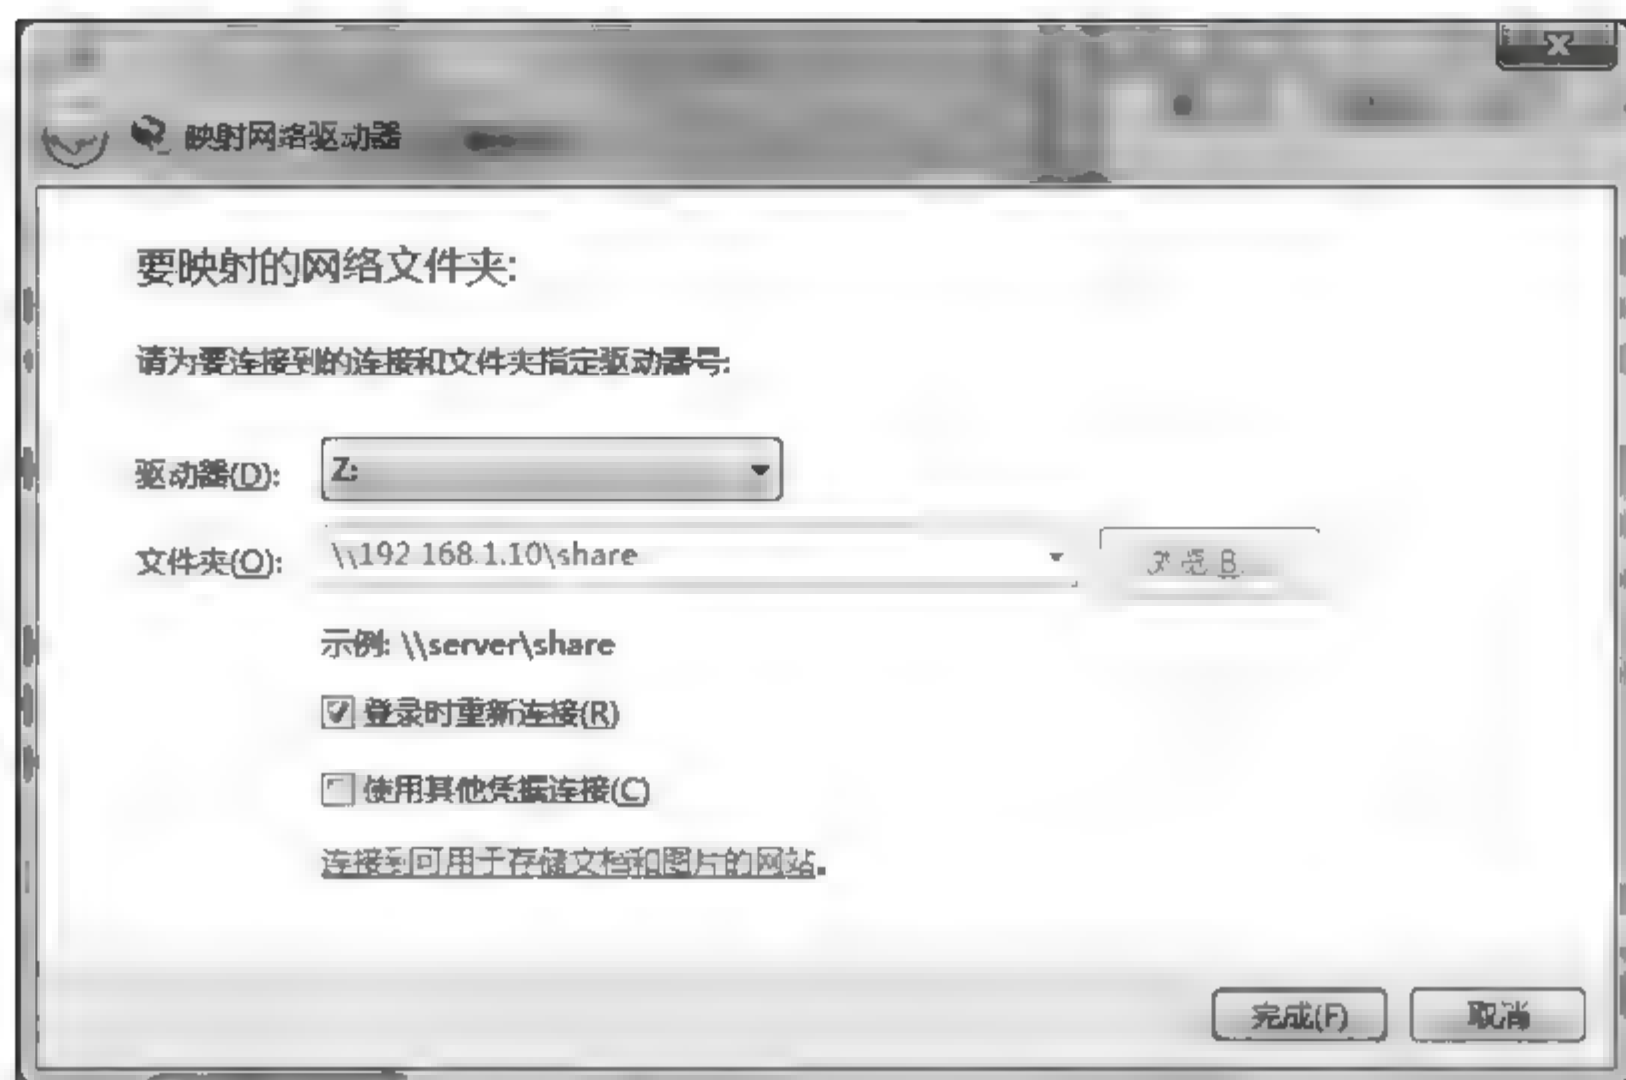 映射网络驱动器
要映射的网络文件夹:
请为要连接到的连接和文件夹指定驱动器号:
驱动器(D): Z:
文件夹(O): \\192 168.1.10\share 浏览 B
示例: \\server\share
登录时重新连接(R)
使用其他凭据连接(C)
连接到可用于存储文档和图片的网站。
完成(F) 取消